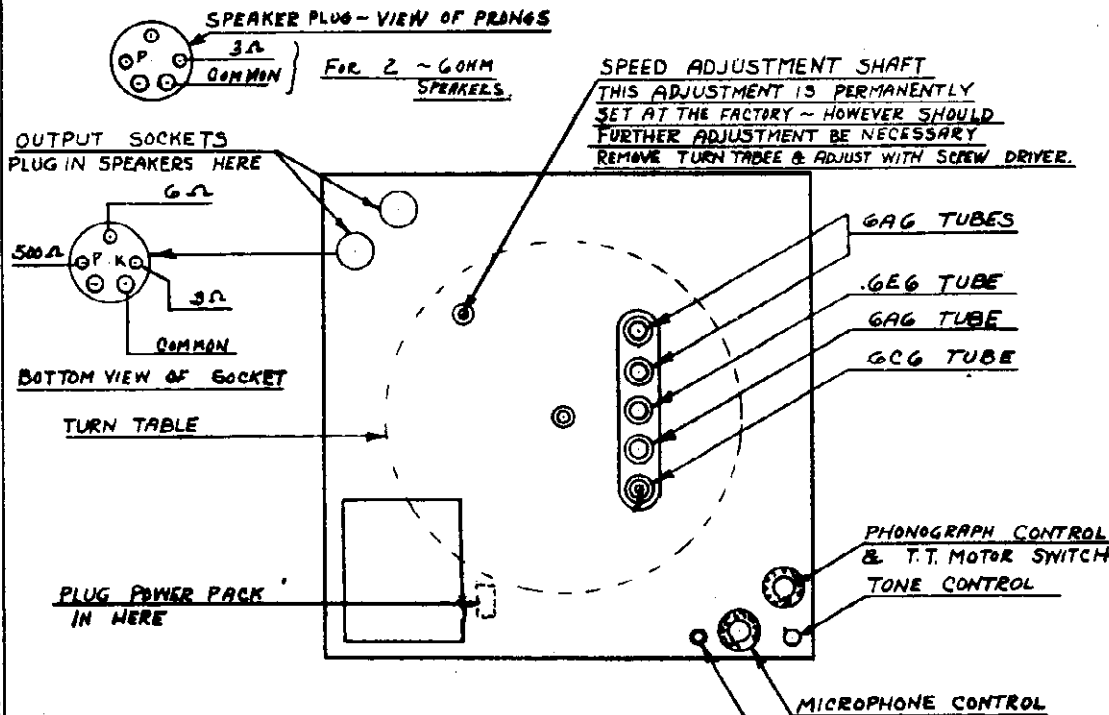 SPEAKER PLUG ~ VIEW OF PRONGS
P.
3Ω
COMMON
FOR 2 ~ 6 OHM
SPEAKERS.
SPEED ADJUSTMENT SHAFT
THIS ADJUSTMENT IS PERMANENTLY
SET AT THE FACTORY ~ HOWEVER SHOULD
FURTHER ADJUSTMENT BE NECESSARY
REMOVE TURN TABEE & ADJUST WITH SCREW DRIVER.
OUTPUT SOCKETS
PLUG IN SPEAKERS HERE
6Ω
500Ω
P. K
3Ω
COMMON
BOTTOM VIEW OF SOCKET
TURN TABLE
6A6 TUBES
6E6 TUBE
6A6 TUBE
6C6 TUBE
PLUG POWER PACK
IN HERE
PHONOGRAPH CONTROL
& T.T. MOTOR SWITCH
TONE CONTROL
MICROPHONE CONTROL